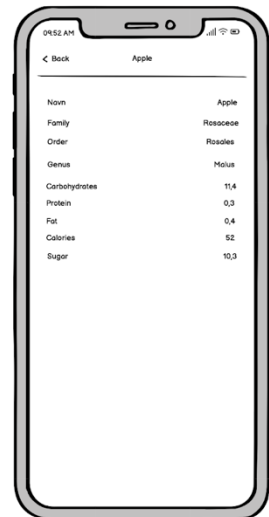 09:52 AM
< Back Apple
Navn Apple
Family Rosaceae
Order Rosales
Genus Malus
Carbohydrates 11,4
Protein 0,3
Fat 0,4
Calories 52
Sugar 10,3